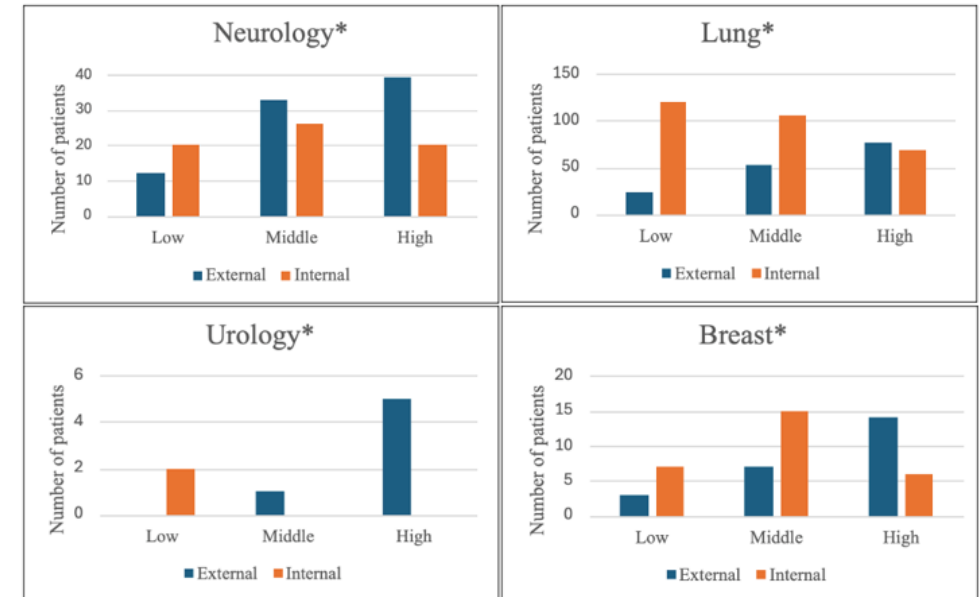 Neurology*
Number of patients
40
30
20
10
0
Low Middle High
External Internal
Lung*
Number of patients
150
100
50
0
Low Middle High
External Internal
Urology*
Number of patients
6
4
2
0
Low Middle High
External Internal
Breast*
Number of patients
20
15
10
5
0
Low Middle High
External Internal